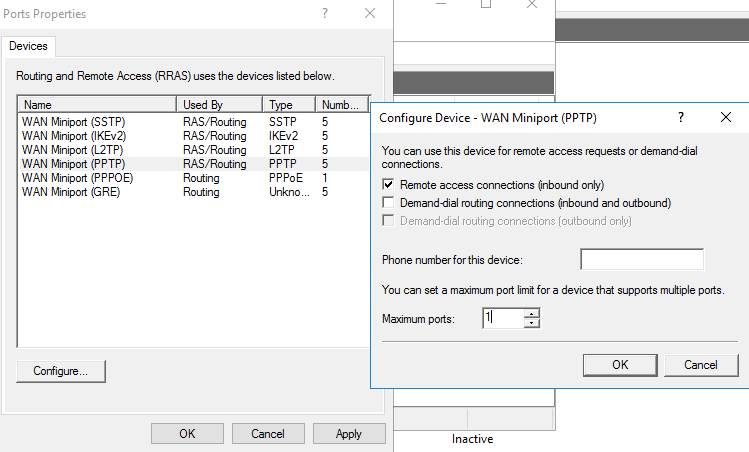 Ports Properties
Devices
Routing and Remote Access (RRAS) uses the devices listed below.
Name Used By Type Numb...
WAN Miniport (SSTP) RAS/Routing SSTP 5
WAN Miniport (IKEv2) RAS/Routing IKEv2 5
WAN Miniport (L2TP) RAS/Routing L2TP 5
WAN Miniport (PPTP) RAS/Routing PPTP 5
WAN Miniport (PPPOE) Routing PPPoE 1
WAN Miniport (GRE) Routing Unkno... 5
Configure...
OK Cancel Apply
Configure Device - WAN Miniport (PPTP)
You can use this device for remote access requests or demand-dial
connections.
Remote access connections (inbound only)
Demand-dial routing connections (inbound and outbound)
Demand-dial routing connections (outbound only)
Phone number for this device:
You can set a maximum port limit for a device that supports multiple ports.
Maximum ports: 1
OK Cancel
Inactive